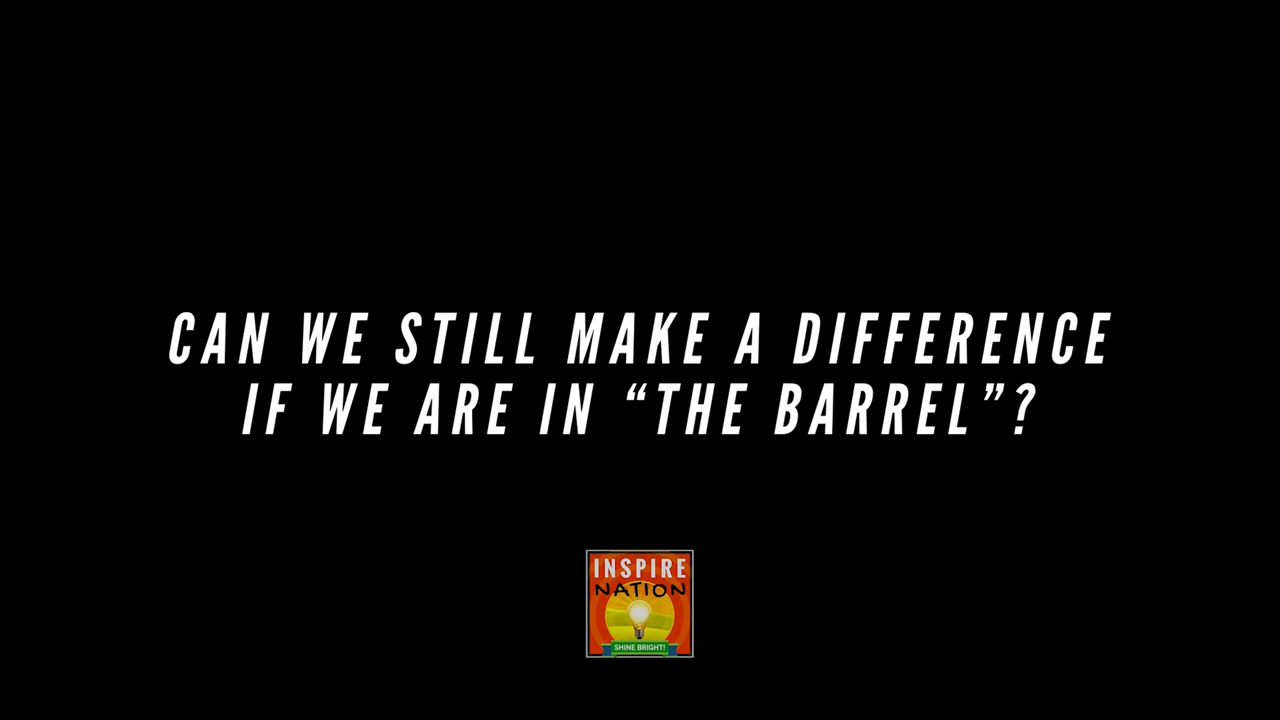 CAN WE STILL MAKE A DIFFERENCE
IF WE ARE IN “THE BARREL”?
INSPIRE
NATION
SHINE BRIGHT!